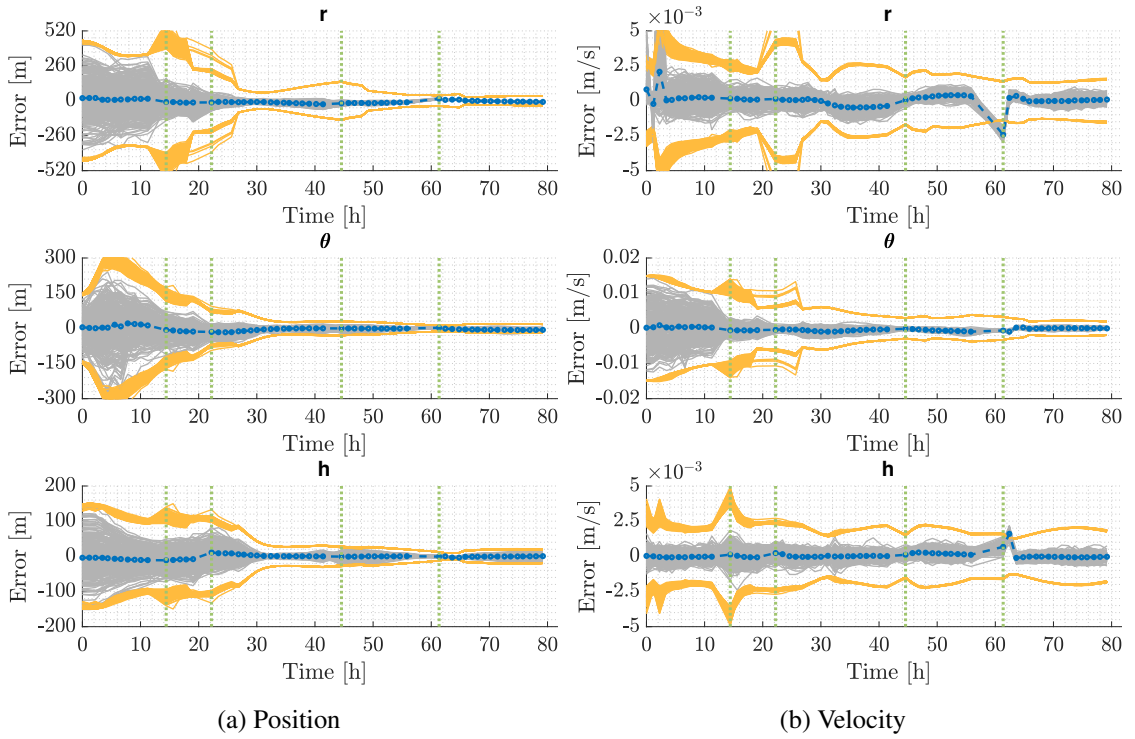 r
520
260
0
-260
-520
Error [m]
0 10 20 30 40 50 60 70 80
Time [h]
θ
300
150
0
-150
-300
Error [m]
0 10 20 30 40 50 60 70 80
Time [h]
h
200
100
0
-100
-200
Error [m]
0 10 20 30 40 50 60 70 80
Time [h]
(a) Position
×10⁻³
r
5
2.5
0
-2.5
-5
Error [m/s]
0 10 20 30 40 50 60 70 80
Time [h]
θ
0.02
0.01
0
-0.01
-0.02
Error [m/s]
0 10 20 30 40 50 60 70 80
Time [h]
×10⁻³
h
5
2.5
0
-2.5
-5
Error [m/s]
0 10 20 30 40 50 60 70 80
Time [h]
(b) Velocity